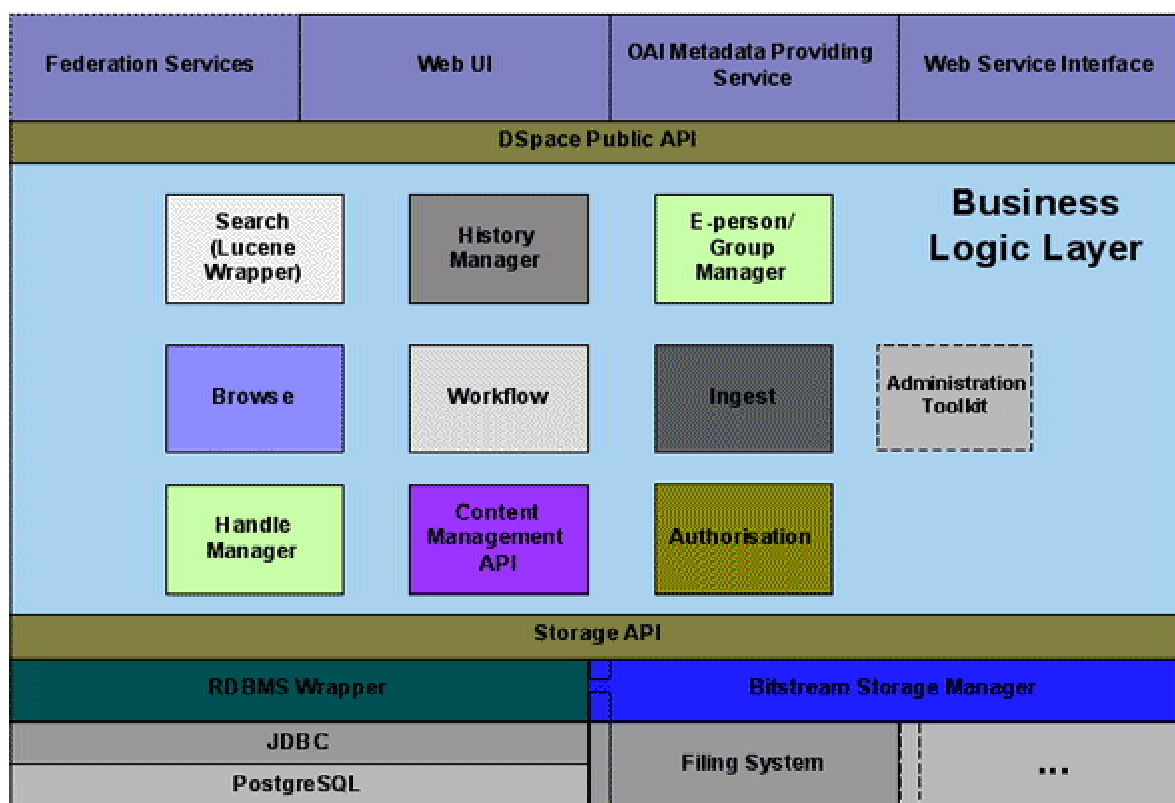 Federation Services
Web UI
OAI Metadata Providing
Service
Web Service Interface
DSpace Public API
Search
(Lucene
Wrapper)
History
Manager
E-person/
Group
Manager
Business
Logic Layer
Browse
Workflow
Ingest
Administration
Toolkit
Handle
Manager
Content
Management
API
Authorisation
Storage API
RDBMS Wrapper
Bitstream Storage Manager
JDBC
PostgreSQL
Filing System
...